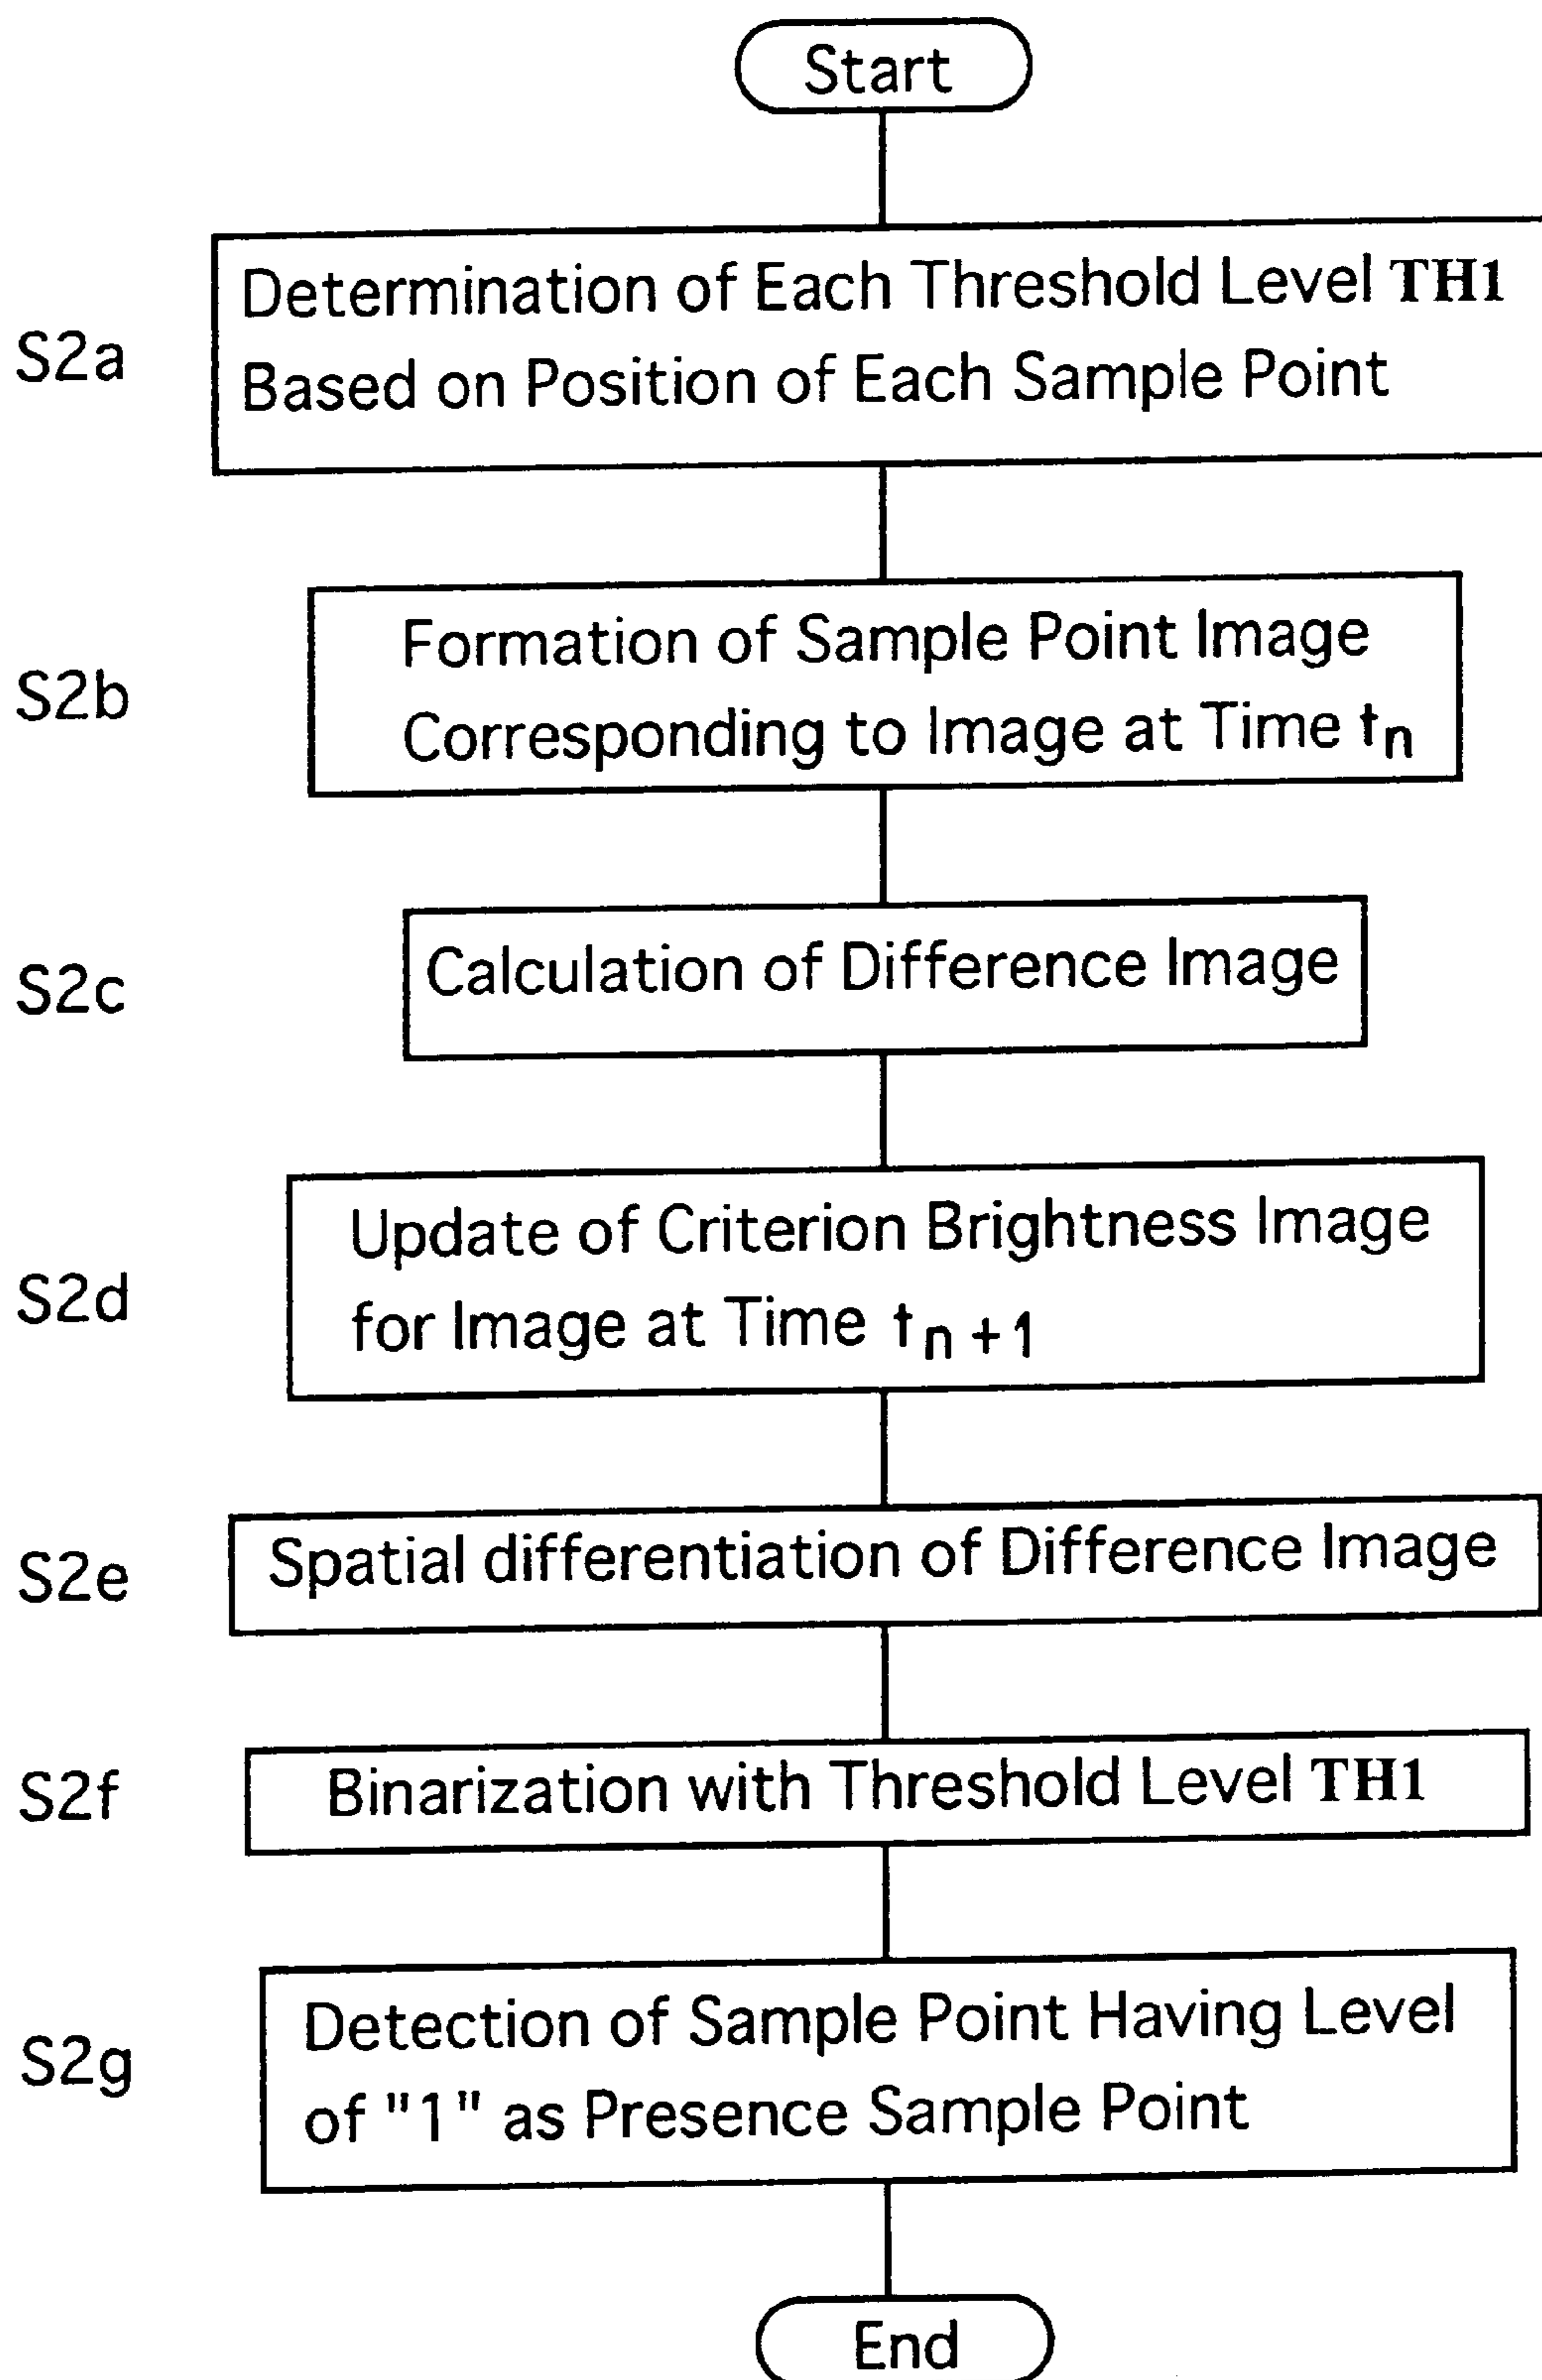 Start
S2a
Determination of Each Threshold Level TH1
Based on Position of Each Sample Point
S2b
Formation of Sample Point Image
Corresponding to Image at Time tn
S2c
Calculation of Difference Image
S2d
Update of Criterion Brightness Image
for Image at Time tn + 1
S2e
Spatial differentiation of Difference Image
S2f
Binarization with Threshold Level TH1
S2g
Detection of Sample Point Having Level
of "1" as Presence Sample Point
End